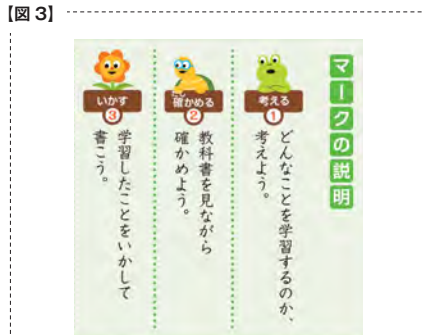 【図3】
マークの説明
考える
①
どんなことを学習するのか、
考えよう。
確かめる
②
教科書を見ながら
確かめよう。
いかす
③
学習したことをいかして
書こう。